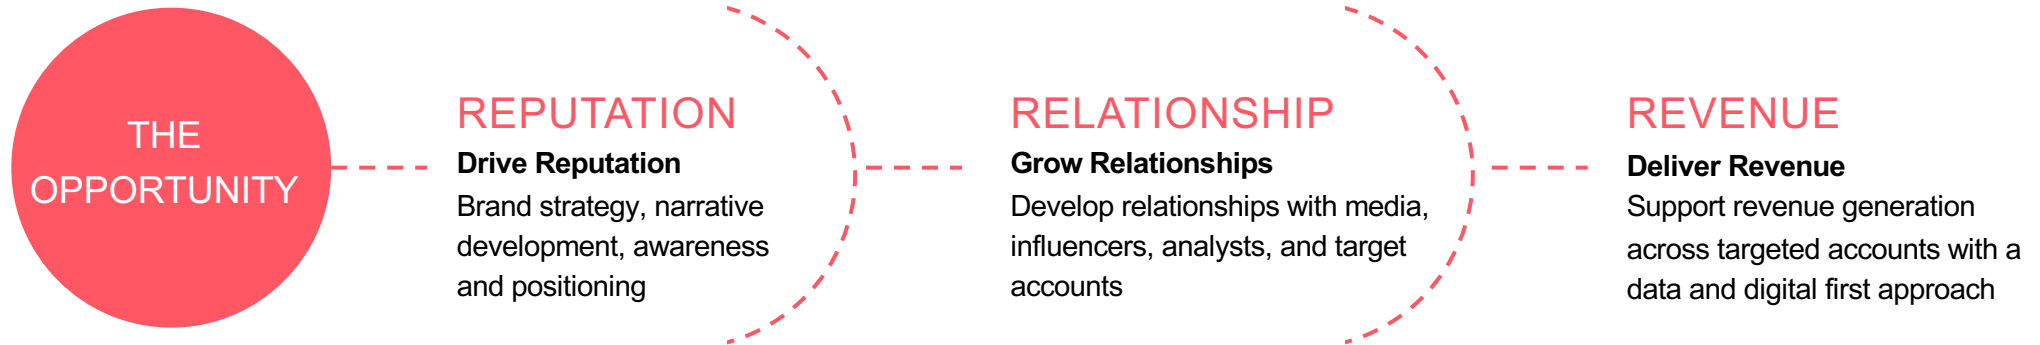 THE
OPPORTUNITY
REPUTATION
Drive Reputation
Brand strategy, narrative
development, awareness
and positioning
RELATIONSHIP
Grow Relationships
Develop relationships with media,
influencers, analysts, and target
accounts
REVENUE
Deliver Revenue
Support revenue generation
across targeted accounts with a
data and digital first approach